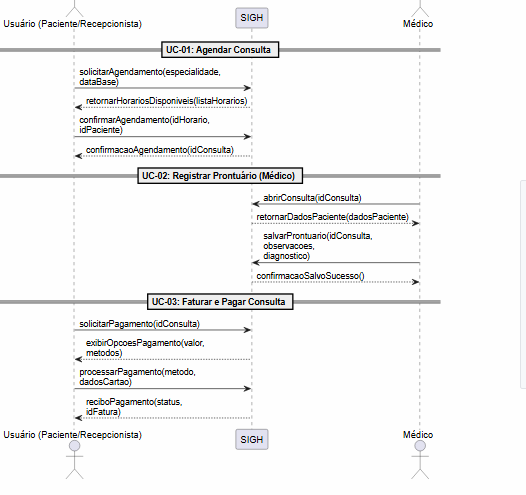 Usuário (Paciente/Recepcionista)
SIGH
Médico
UC-01: Agendar Consulta
solicitarAgendamento(especialidade,
dataBase)
retornarHorariosDisponiveis(listaHorarios)
confirmarAgendamento(idHorario,
idPaciente)
confirmacaoAgendamento(idConsulta)
UC-02: Registrar Prontuário (Médico)
abrirConsulta(idConsulta)
retornarDadosPaciente(dadosPaciente)
salvarProntuario(idConsulta,
observacoes,
diagnostico)
confirmacaoSalvoSucesso()
UC-03: Faturar e Pagar Consulta
solicitarPagamento(idConsulta)
exibirOpcoesPagamento(valor,
metodos)
processarPagamento(metodo,
dadosCartao)
reciboPagamento(status,
idFatura)
Usuário (Paciente/Recepcionista)
SIGH
Médico